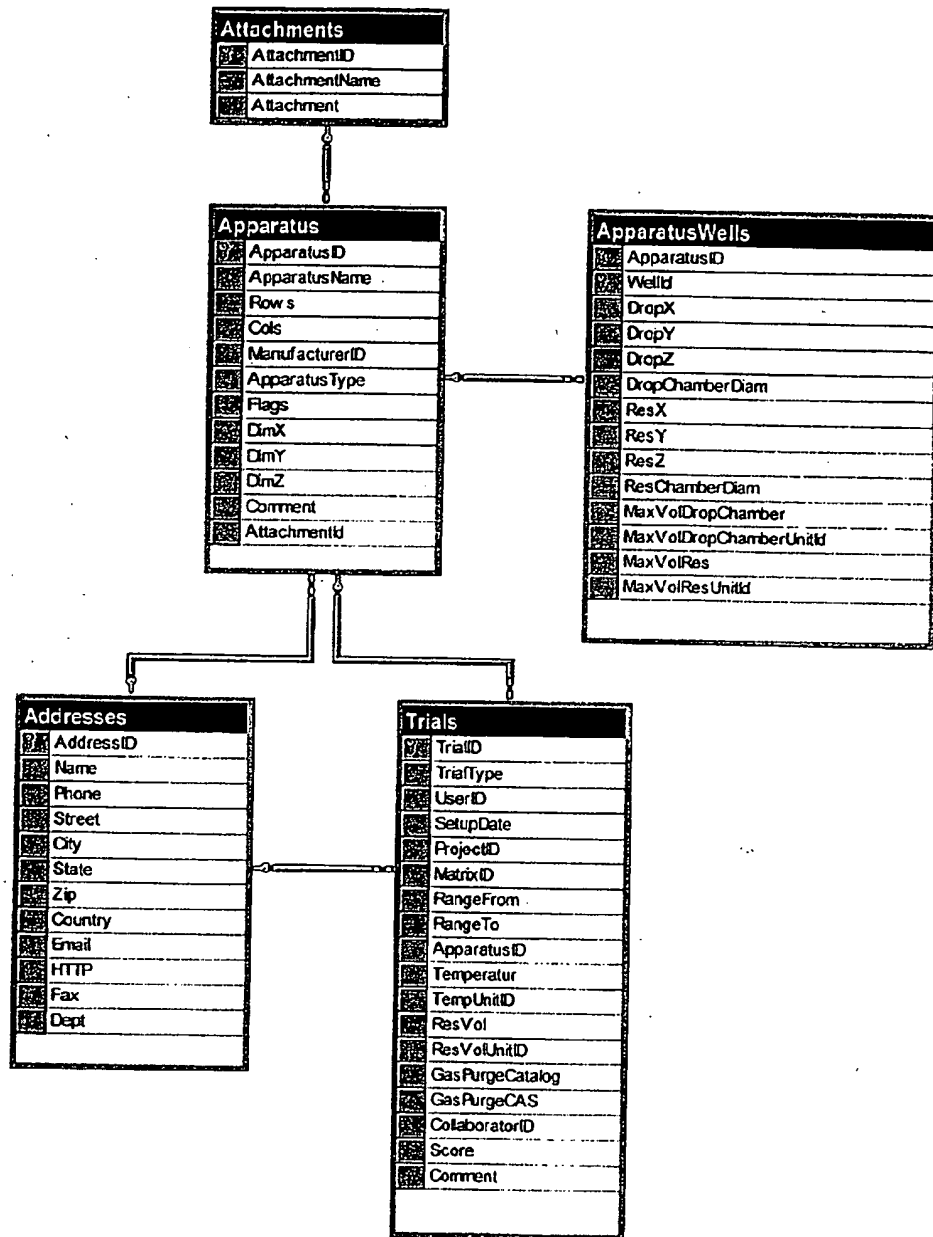 Attachments
AttachmentID
AttachmentName
Attachment
Apparatus
ApparatusID
ApparatusName
Rows
Cols
ManufacturerID
ApparatusType
Flags
DimX
DimY
DimZ
Comment
AttachmentId
ApparatusWells
ApparatusID
WellId
DropX
DropY
DropZ
DropChamberDiam
ResX
ResY
ResZ
ResChamberDiam
MaxVolDropChamber
MaxVolDropChamberUnitId
MaxVolRes
MaxVolResUnitId
Addresses
AddressID
Name
Phone
Street
City
State
Zip
Country
Email
HTTP
Fax
Dept
Trials
TrialID
TrialType
UserID
SetupDate
ProjectID
MatrixID
RangeFrom
RangeTo
ApparatusID
Temperatur
TempUnitID
ResVol
ResVolUnitID
GasPurgeCatalog
GasPurgeCAS
CollaboratorID
Score
Comment